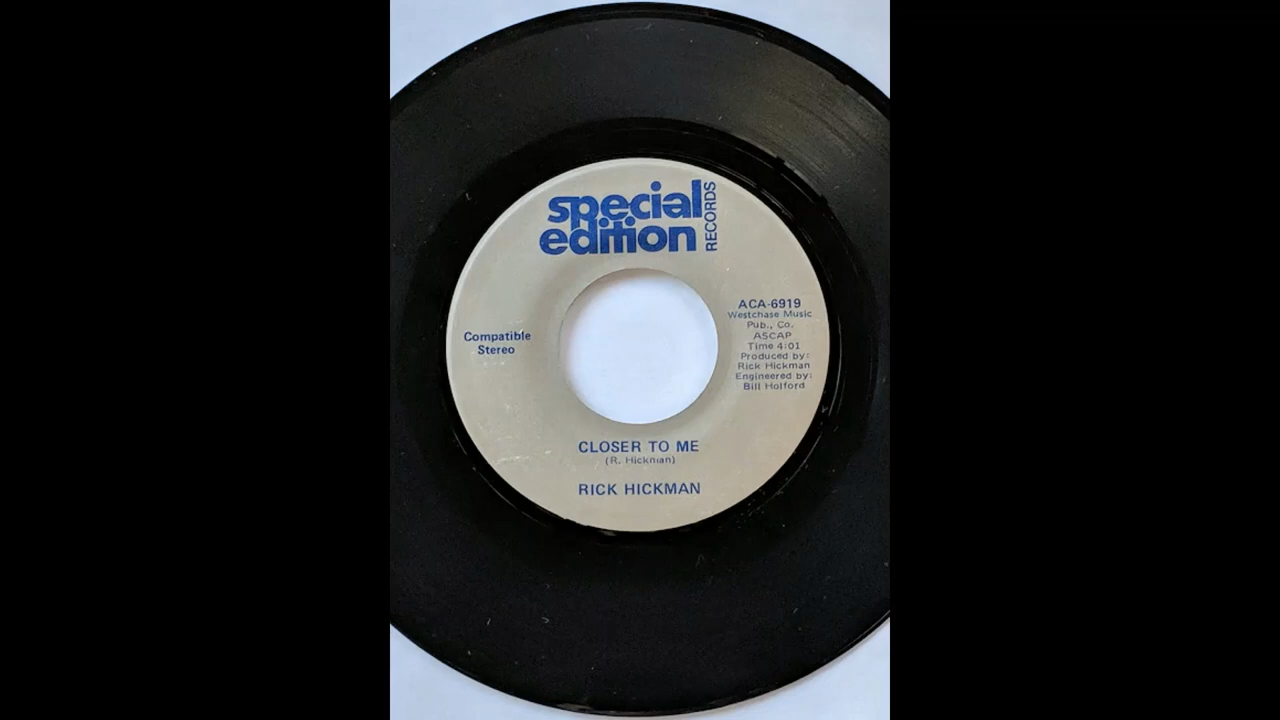 special
edition
RECORDS
Compatible
Stereo
ACA-6919
Westchase Music
Pub., Co.
ASCAP
Time 4:01
Produced by:
Rick Hickman
Engineered by:
Bill Holford
CLOSER TO ME
(R. Hickman)
RICK HICKMAN